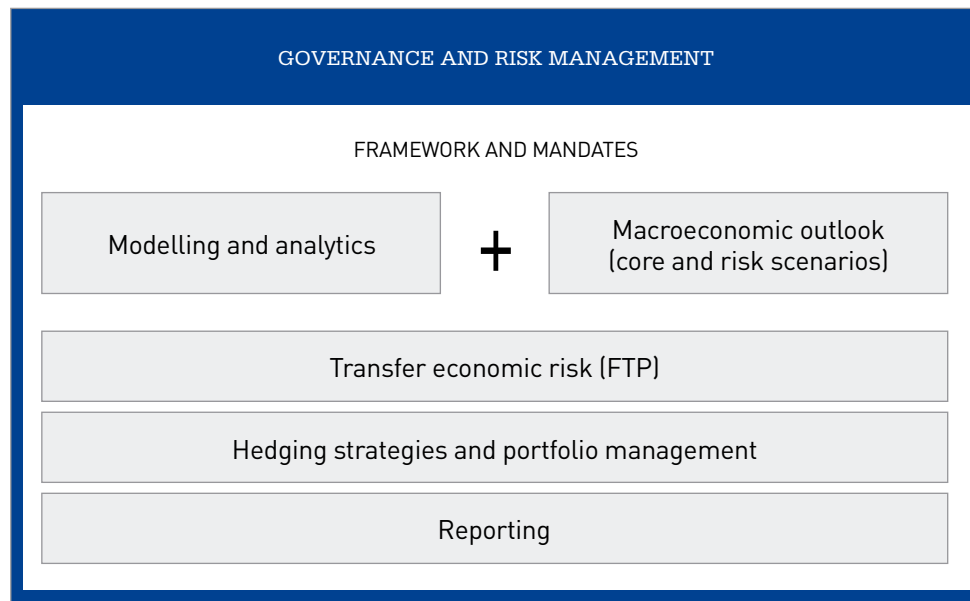 GOVERNANCE AND RISK MANAGEMENT
FRAMEWORK AND MANDATES
Modelling and analytics
+
Macroeconomic outlook
(core and risk scenarios)
Transfer economic risk (FTP)
Hedging strategies and portfolio management
Reporting